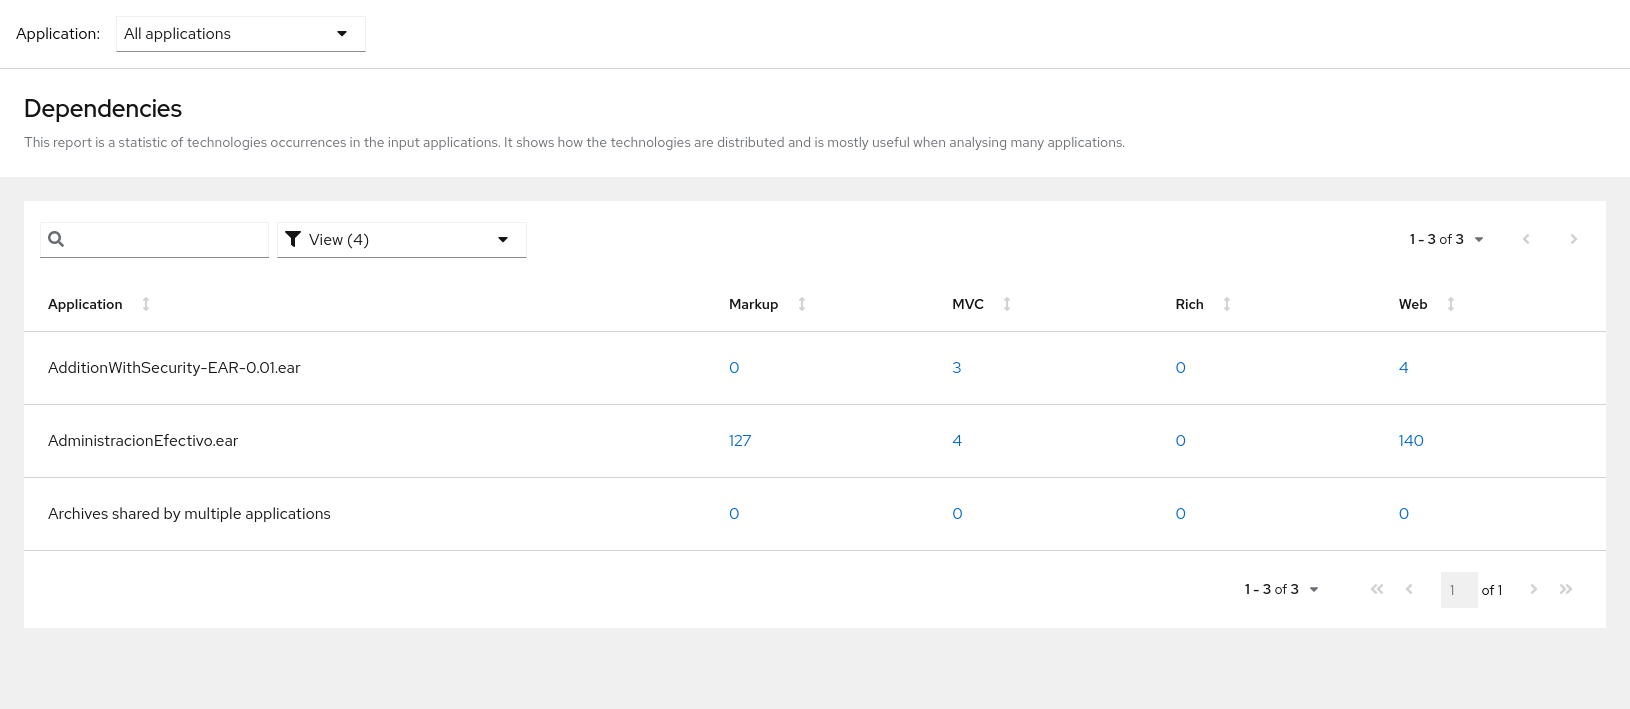 Application: All applications
Dependencies
This report is a statistic of technologies occurrences in the input applications. It shows how the technologies are distributed and is mostly useful when analysing many applications.
View (4) 1 - 3 of 3
Application Markup MVC Rich Web
AdditionWithSecurity-EAR-0.01.ear 0 3 0 4
AdministracionEfectivo.ear 127 4 0 140
Archives shared by multiple applications 0 0 0 0
1 - 3 of 3 1 of 1